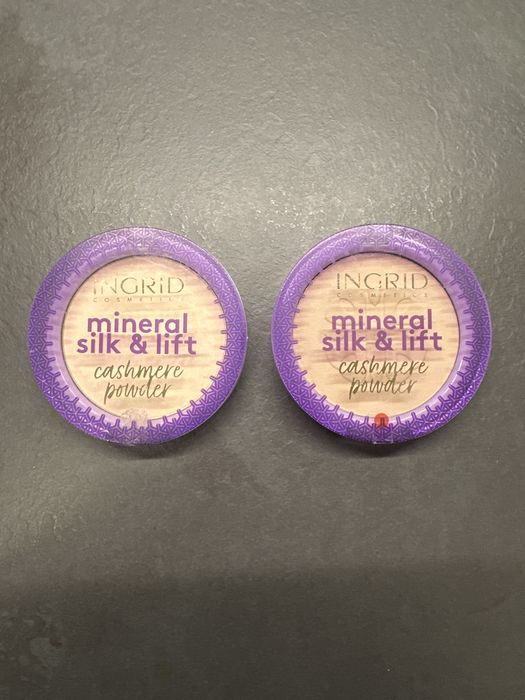 INGRID
COSMETICS
mineral
silk & lift
cashmere
powder
INGRID
COSMETICS
mineral
silk & lift
cashmere
powder